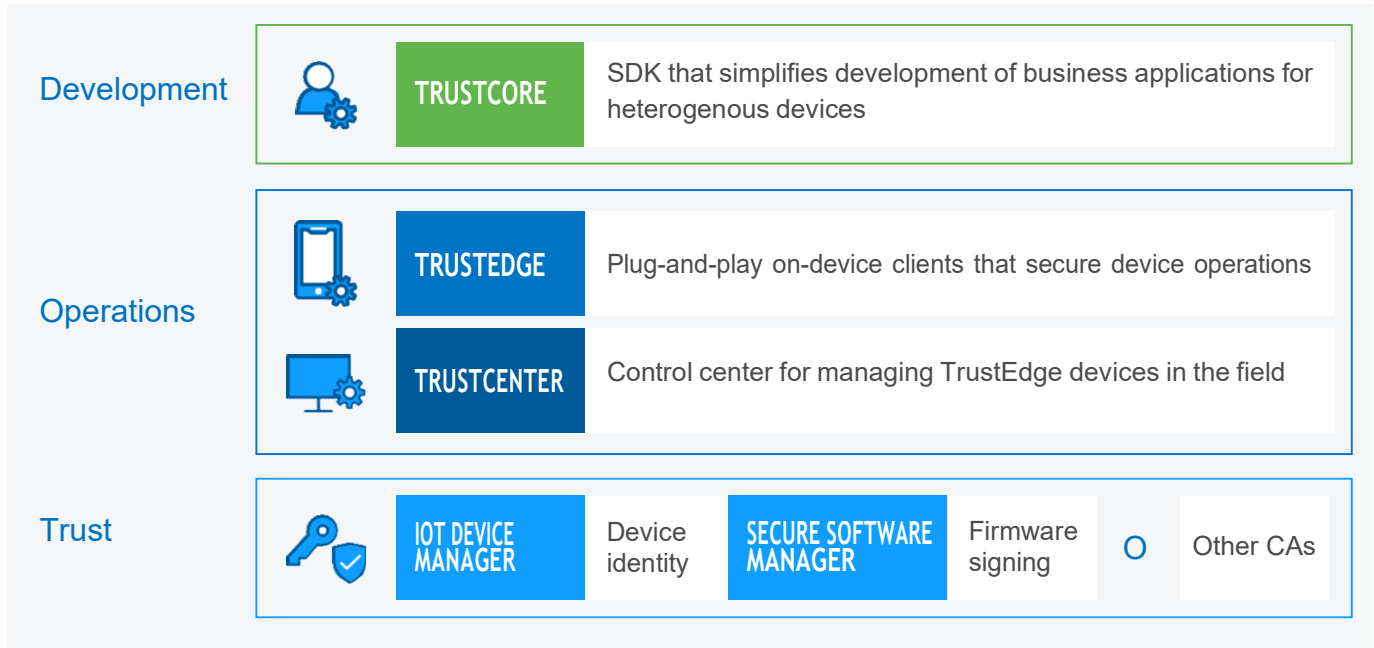 Development
TRUSTCORE
SDK that simplifies development of business applications for
heterogenous devices
Operations
TRUSTEDGE
Plug-and-play on-device clients that secure device operations
TRUSTCENTER
Control center for managing TrustEdge devices in the field
Trust
IOT DEVICE
MANAGER
Device
identity
SECURE SOFTWARE
MANAGER
Firmware
signing
O
Other CAs